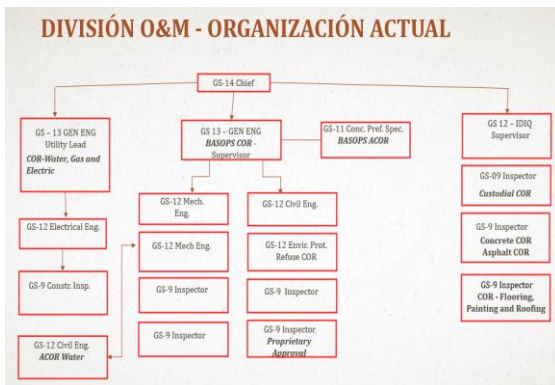 DIVISIÓN O&M - ORGANIZACIÓN ACTUAL
GS-14 Chief
GS – 13 GEN ENG
Utility Lead
COR-Water, Gas and
Electric
GS 13 – GEN ENG
BASOPS COR -
Supervisor
GS-11 Conc. Pref. Spec.
BASOPS ACOR
GS 12 – IDIQ
Supervisor
GS-09 Inspector
Custodial COR
GS-12 Mech.
Eng.
GS-12 Civil Eng.
GS-12 Electrical Eng.
GS-12 Mech Eng.
GS-12 Envir. Prot.
Refuse COR
GS-9 Inspector
Concrete COR
Asphalt COR
GS-9 Constr. Insp.
GS-9 Inspector
GS-9 Inspector
GS-9 Inspector
COR - Flooring,
Painting and Roofing
GS-12 Civil Eng.
ACOR Water
GS-9 Inspector
GS-9 Inspector
Proprietary
Approval